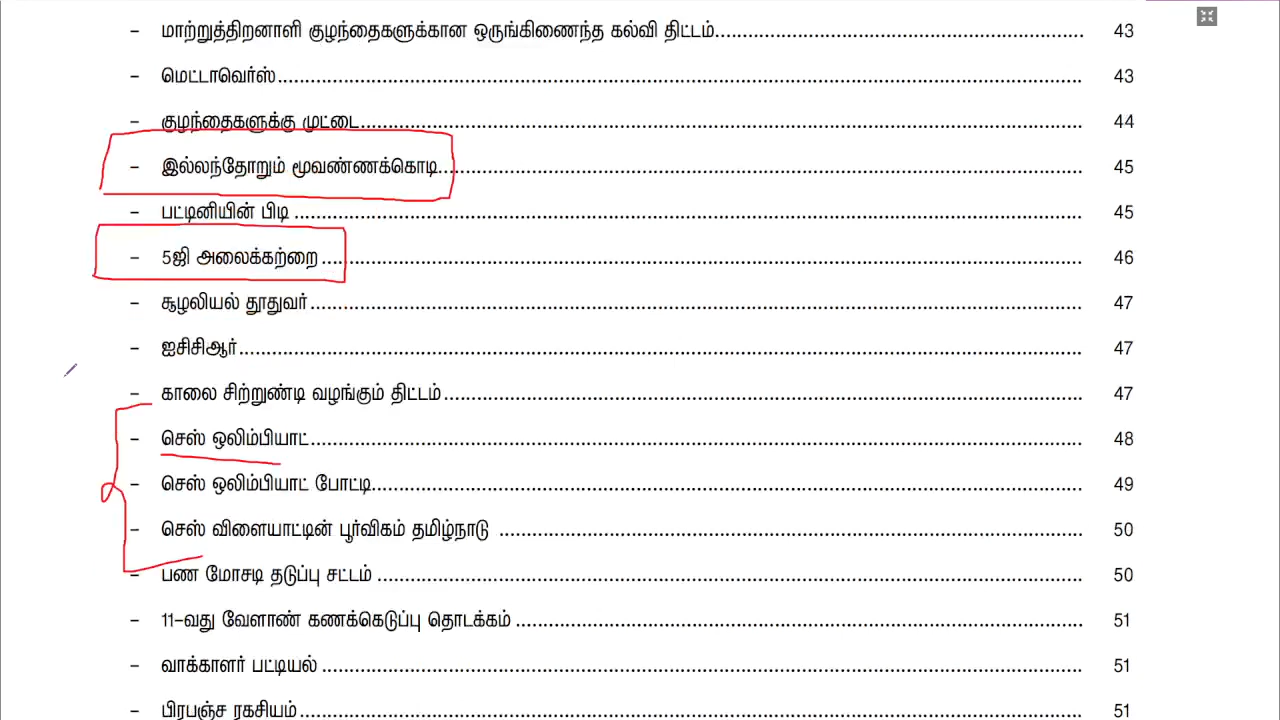 - மாற்றுத்திறனாளி குழந்தைகளுக்கான ஒருங்கிணைந்த கல்வி திட்டம்.......... 43
- மெட்டாவெர்ஸ்.......... 43
- குழந்தைகளுக்கு முட்டை.......... 44
- இல்லந்தோறும் மூவண்ணக்கொடி.......... 45
- பட்டினியின் பிடி .......... 45
- 5ஜி அலைக்கற்றை .......... 46
- சூழலியல் தூதுவர் .......... 47
- ஐசிசிஆர்.......... 47
- காலை சிற்றுண்டி வழங்கும் திட்டம் .......... 47
- செஸ் ஒலிம்பியாட்.......... 48
- செஸ் ஒலிம்பியாட் போட்டி.......... 49
- செஸ் விளையாட்டின் பூர்விகம் தமிழ்நாடு .......... 50
- பண மோசடி தடுப்பு சட்டம் .......... 50
- 11-வது வேளாண் கணக்கெடுப்பு தொடக்கம் .......... 51
- வாக்காளர் பட்டியல் .......... 51
- பிரபஞ்ச ரகசியம்.......... 51